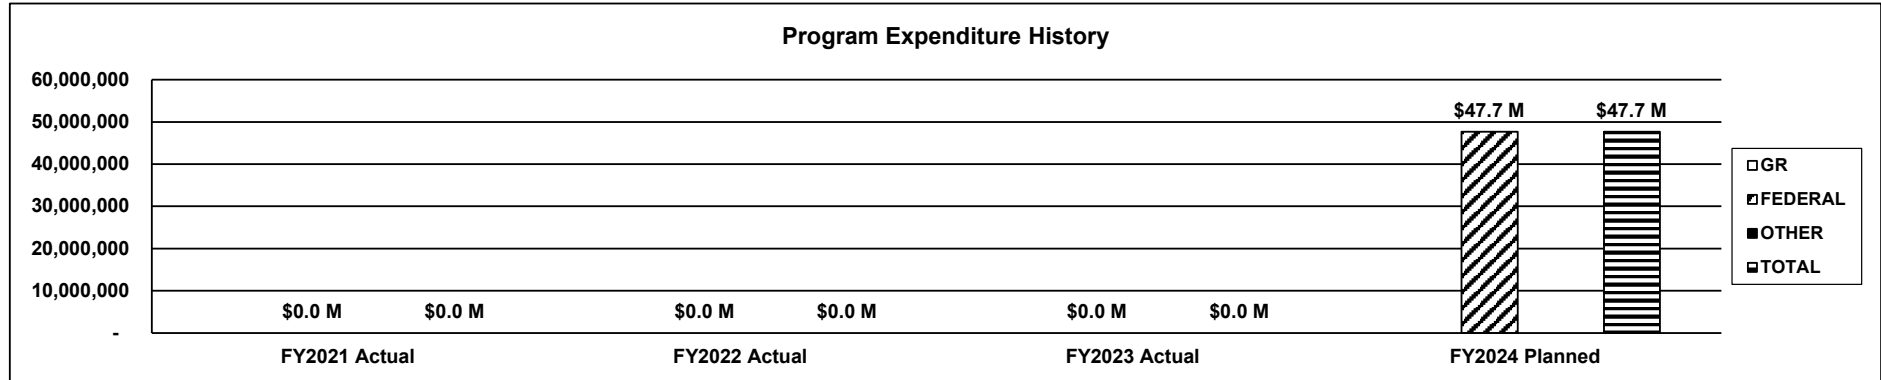 Program Expenditure History
60,000,000
50,000,000
40,000,000
30,000,000
20,000,000
10,000,000
-
$0.0 M $0.0 M $0.0 M $0.0 M $0.0 M $0.0 M $47.7 M $47.7 M
FY2021 Actual FY2022 Actual FY2023 Actual FY2024 Planned
GR
FEDERAL
OTHER
TOTAL